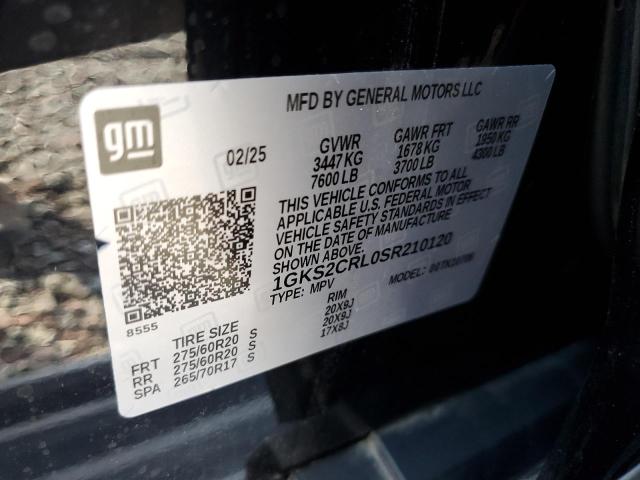 gm
MFD BY GENERAL MOTORS LLC
02/25
GVWR GAWR FRT GAWR RR
3447 KG 1678 KG 1950 KG
7600 LB 3700 LB 4300 LB
THIS VEHICLE CONFORMS TO ALL
APPLICABLE U.S. FEDERAL MOTOR
VEHICLE SAFETY STANDARDS IN EFFECT
ON THE DATE OF MANUFACTURE
SHOWN ABOVE.
1GKS2CRL0SR210120
TYPE: MPV MODEL:
8555
TIRE SIZE RIM
FRT 275/60R20 S 20X9J
RR 275/60R20 S 20X9J
SPA 265/70R17 S 17X8J